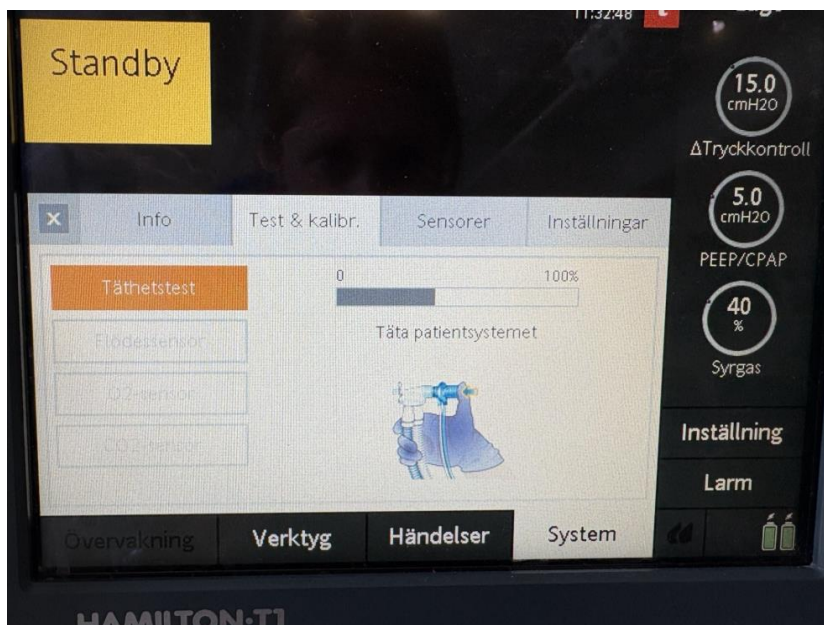 11:32:48
Standby
15.0
cmH2O
ΔTryckkontroll
× Info Test & kalibr. Sensorer Inställningar
5.0
cmH2O
PEEP/CPAP
Täthetstest
0 100%
Flödessensor
Täta patientsystemet
O2-sensor
CO2-sensor
40
%
Syrgas
Inställning
Larm
Övervakning Verktyg Händelser System
HAMILTON-T1